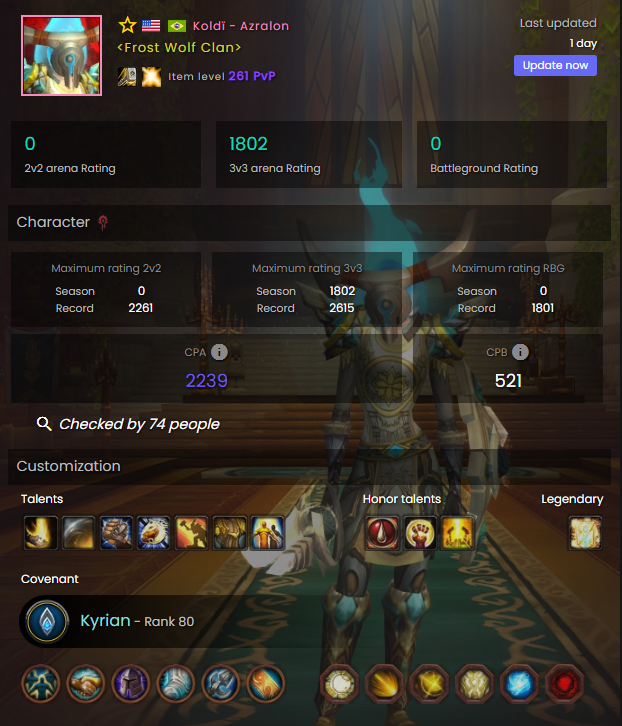 Koldï - Azralon
<Frost Wolf Clan>
Item level 261 PvP
Last updated
1 day
Update now
0
2v2 arena Rating
1802
3v3 arena Rating
0
Battleground Rating
Character
Maximum rating 2v2
Season 0
Record 2261
Maximum rating 3v3
Season 1802
Record 2615
Maximum rating RBG
Season 0
Record 1801
CPA i
2239
CPB i
521
Checked by 74 people
Customization
Talents
Honor talents
Legendary
Covenant
Kyrian - Rank 80